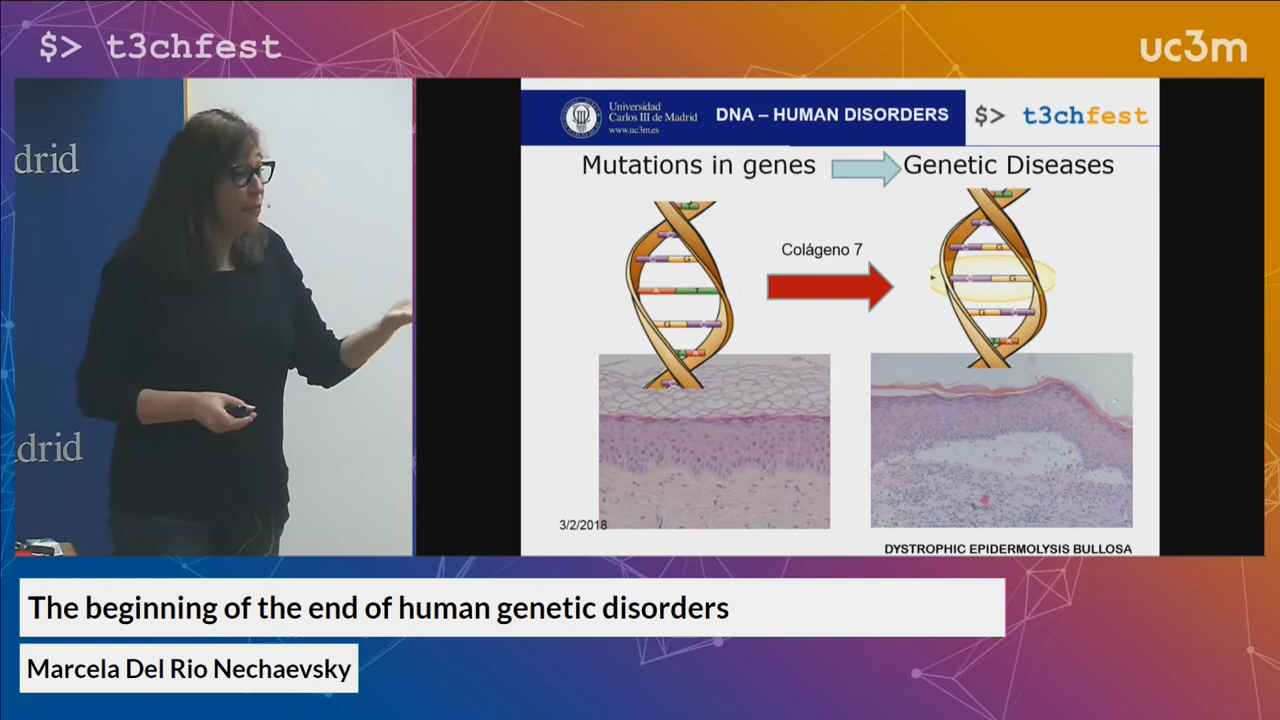 $> t3chfest
uc3m
drid
drid
Universidad
Carlos III de Madrid
www.uc3m.es
DNA – HUMAN DISORDERS
$> t3chfest
Mutations in genes
Genetic Diseases
Colágeno 7
3/2/2018
DYSTROPHIC EPIDERMOLYSIS BULLOSA
The beginning of the end of human genetic disorders
Marcela Del Rio Nechaevsky